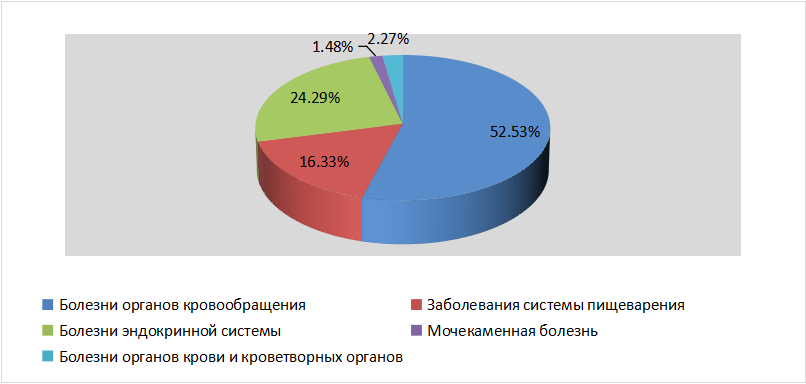 2.27%
1.48%
24.29%
52.53%
16.33%
Болезни органов кровообращения
Заболевания системы пищеварения
Болезни эндокринной системы
Мочекаменная болезнь
Болезни органов крови и кроветворных органов